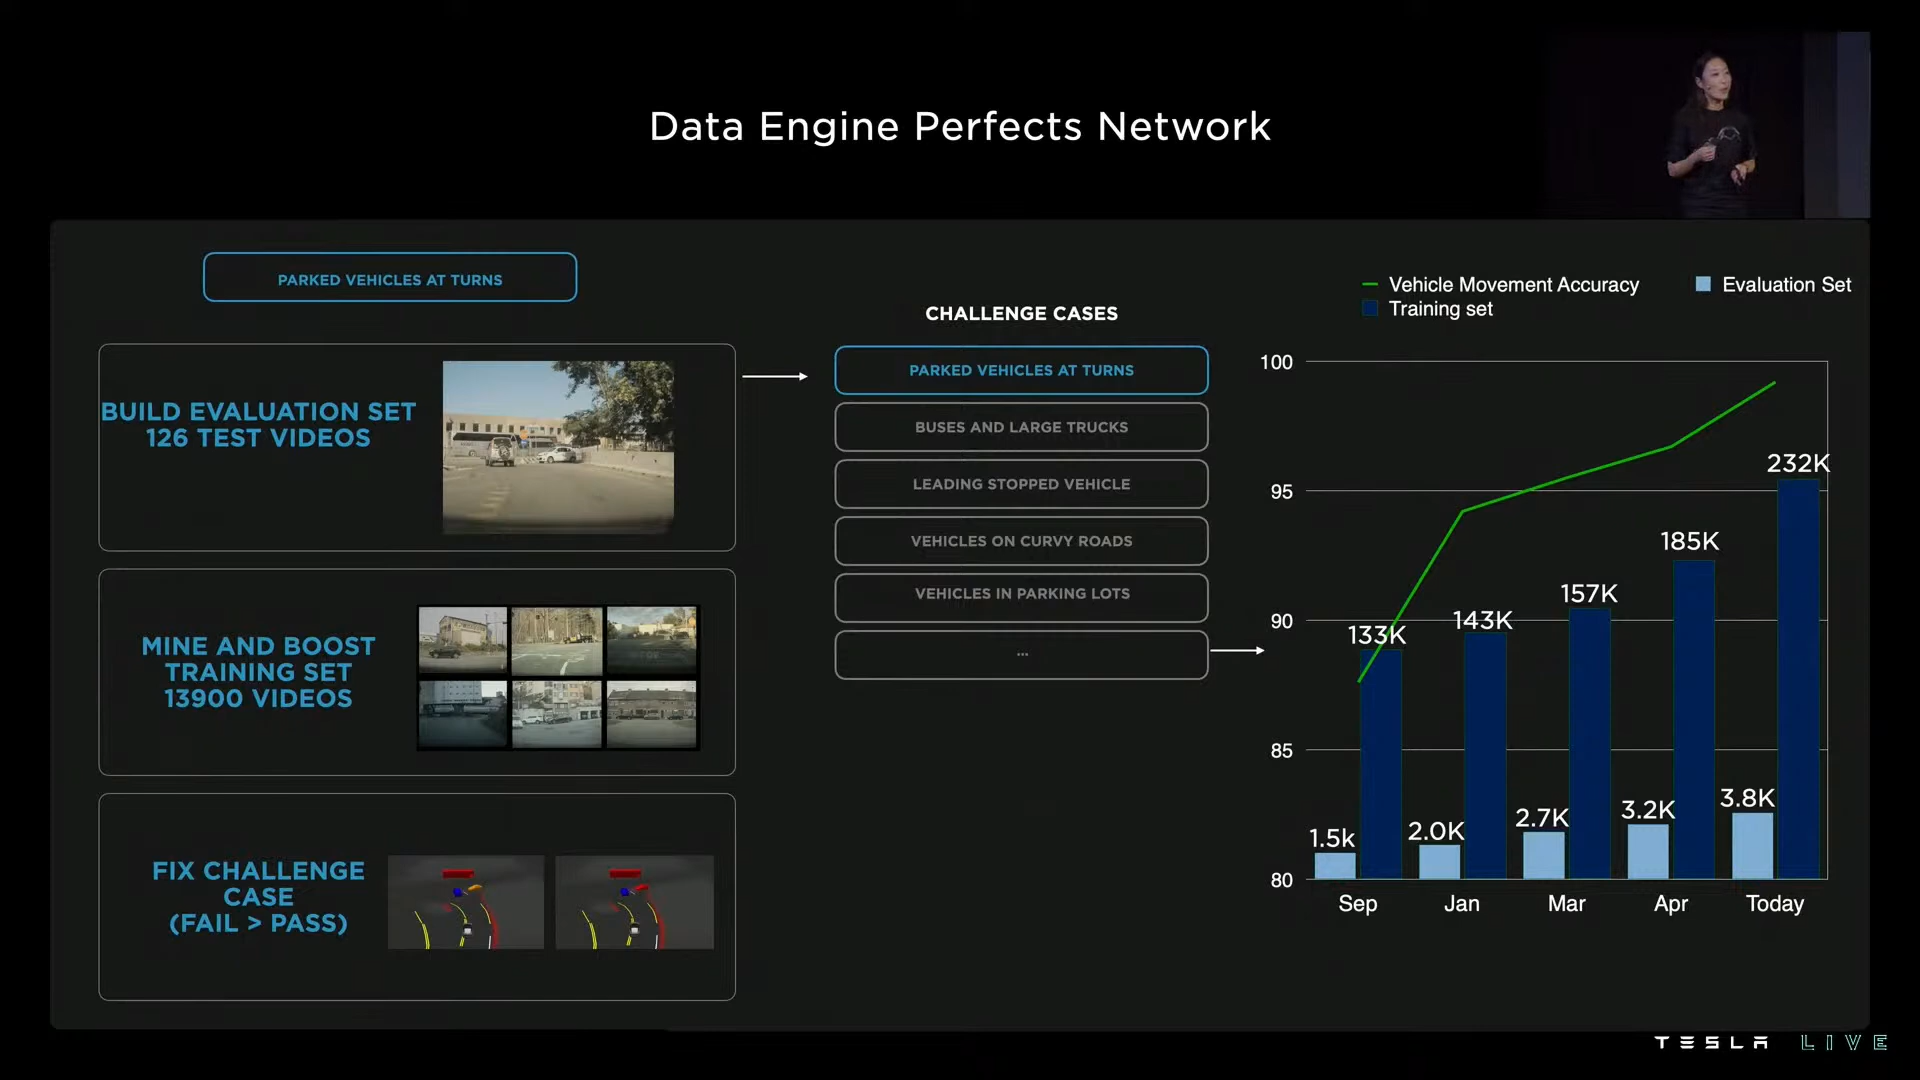 Data Engine Perfects Network
PARKED VEHICLES AT TURNS
BUILD EVALUATION SET
126 TEST VIDEOS
MINE AND BOOST
TRAINING SET
13900 VIDEOS
FIX CHALLENGE
CASE
(FAIL > PASS)
CHALLENGE CASES
PARKED VEHICLES AT TURNS
BUSES AND LARGE TRUCKS
LEADING STOPPED VEHICLE
VEHICLES ON CURVY ROADS
VEHICLES IN PARKING LOTS
...
Vehicle Movement Accuracy
Evaluation Set
Training set
100
95
90
85
80
1.5k
133K
2.0K
143K
2.7K
157K
3.2K
185K
3.8K
232K
Sep
Jan
Mar
Apr
Today
TESLA LIVE